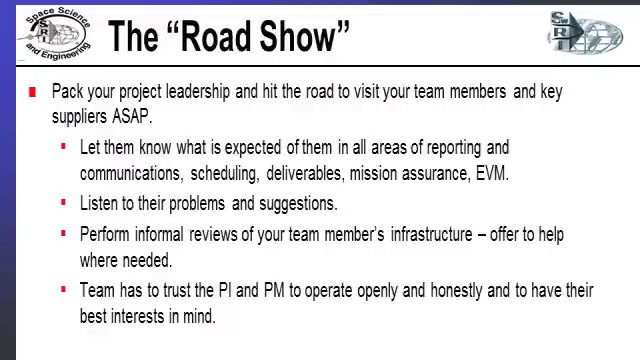 Space Science
SRI
and Engineering
The “Road Show”
SwRI
Pack your project leadership and hit the road to visit your team members and key
suppliers ASAP.
Let them know what is expected of them in all areas of reporting and
communications, scheduling, deliverables, mission assurance, EVM.
Listen to their problems and suggestions.
Perform informal reviews of your team member’s infrastructure – offer to help
where needed.
Team has to trust the PI and PM to operate openly and honestly and to have their
best interests in mind.